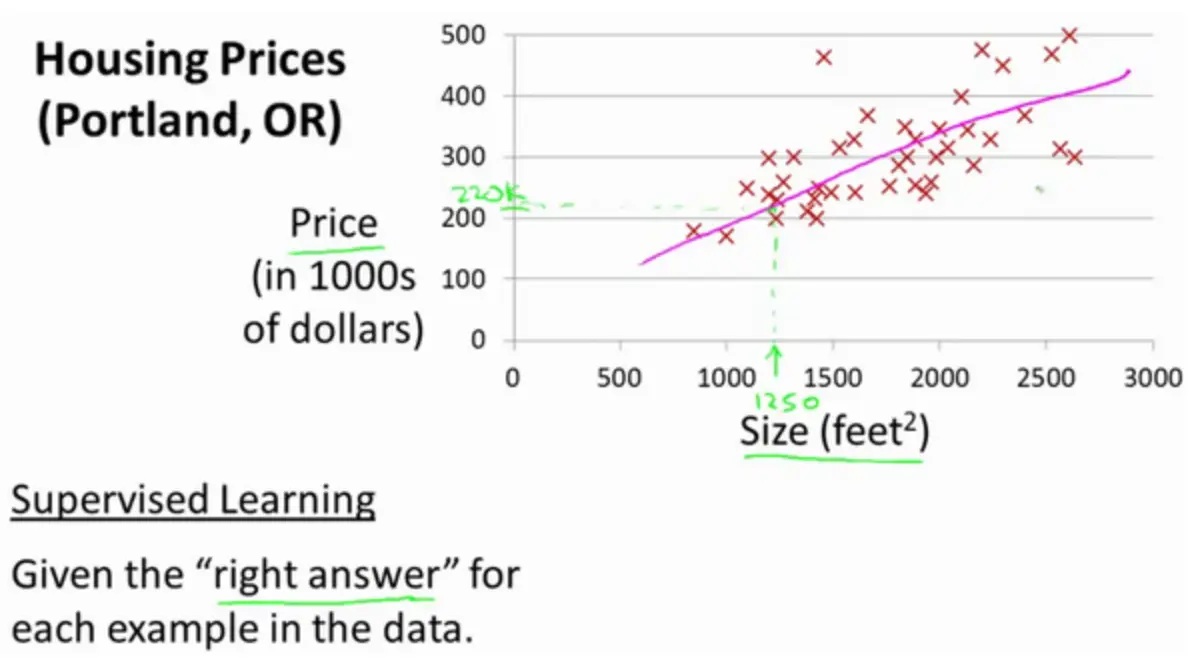 Housing Prices
(Portland, OR)
500
400
300
220K
200
100
0
Price
(in 1000s
of dollars)
0 500 1000 1500 2000 2500 3000
1250
Size (feet²)
Supervised Learning
Given the “right answer” for
each example in the data.